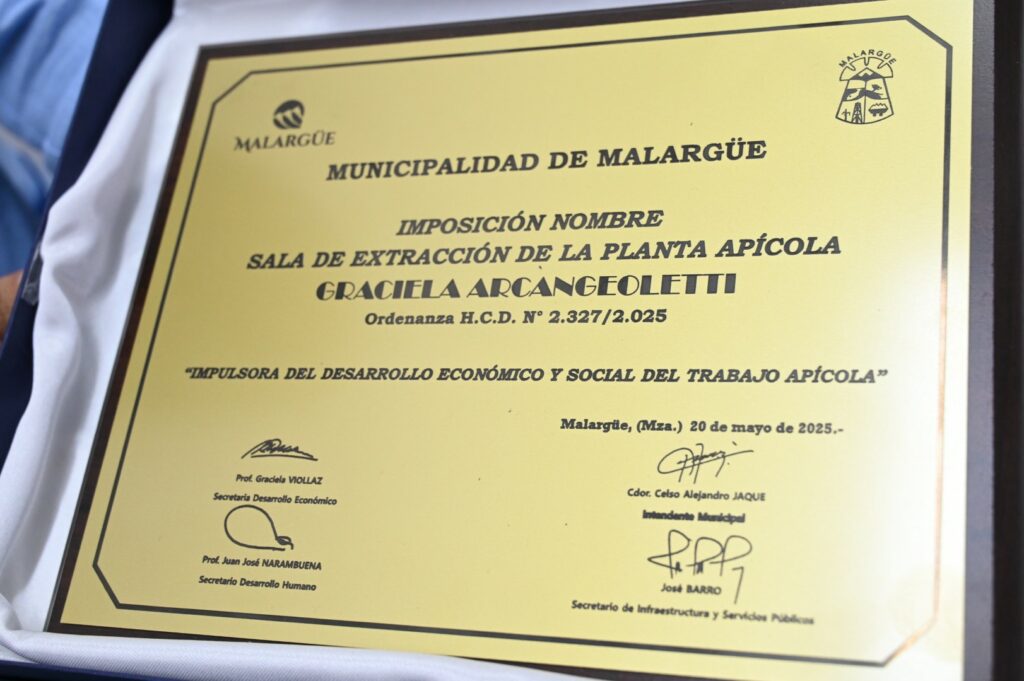 MALARGÜE
MALARGÜE
MUNICIPALIDAD DE MALARGÜE
IMPOSICIÓN NOMBRE
SALA DE EXTRACCIÓN DE LA PLANTA APÍCOLA
GRACIELA ARCANGEOLETTI
Ordenanza H.C.D. N° 2.327/2.025
"IMPULSORA DEL DESARROLLO ECONÓMICO Y SOCIAL DEL TRABAJO APÍCOLA"
Malargüe, (Mza.) 20 de mayo de 2025.-
Prof. Graciela VIOLLAZ
Secretaria Desarrollo Económico
Prof. Juan José NARAMBUENA
Secretario Desarrollo Humano
Cdor. Celso Alejandro JAQUE
Intendente Municipal
José BARRO
Secretario de Infraestructura y Servicios Públicos